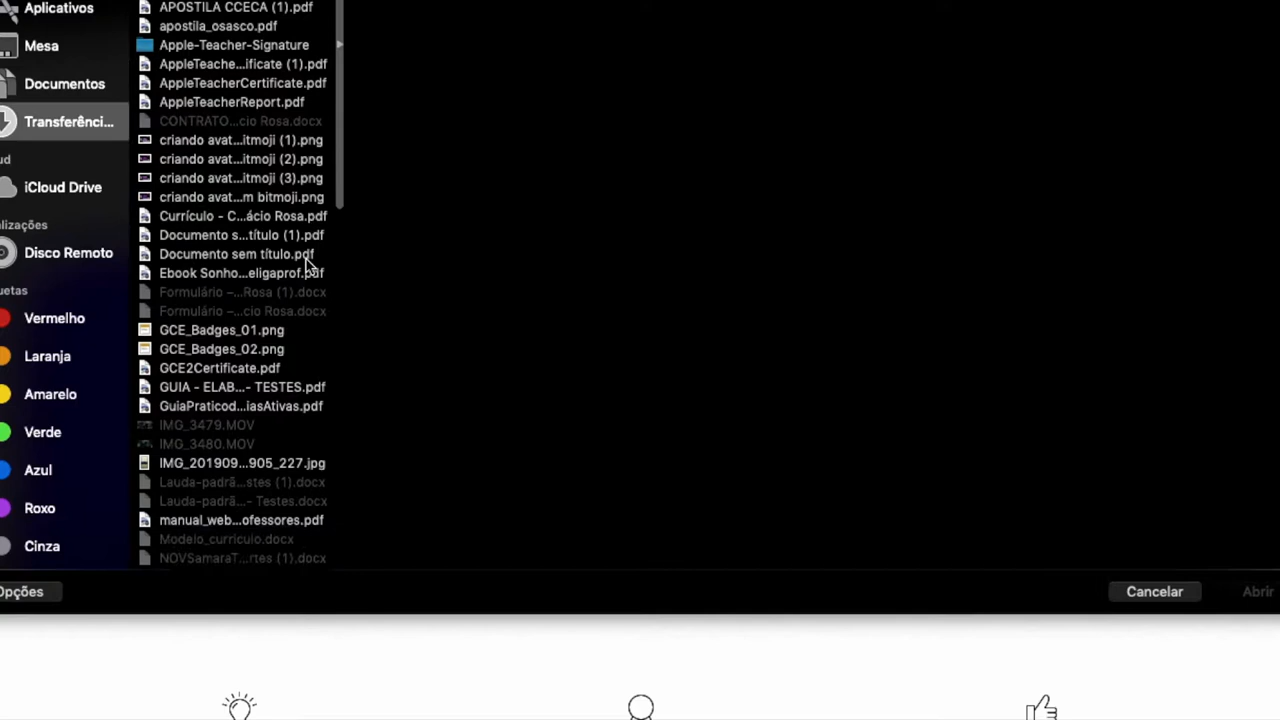 Aplicativos
Mesa
Documentos
Transferênci...
ud
iCloud Drive
alizações
Disco Remoto
uetas
Vermelho
Laranja
Amarelo
Verde
Azul
Roxo
Cinza
APOSTILA CCECA (1).pdf
apostila_osasco.pdf
Apple-Teacher-Signature
AppleTeache...ificate (1).pdf
AppleTeacherCertificate.pdf
AppleTeacherReport.pdf
CONTRATO...cio Rosa.docx
criando avat...itmoji (1).png
criando avat...itmoji (2).png
criando avat...itmoji (3).png
criando avat...m bitmoji.png
Currículo - C...ácio Rosa.pdf
Documento s...título (1).pdf
Documento sem título.pdf
Ebook Sonho...eligaprof.pdf
Formulário –...Rosa (1).docx
Formulário –...cio Rosa.docx
GCE_Badges_01.png
GCE_Badges_02.png
GCE2Certificate.pdf
GUIA - ELAB...- TESTES.pdf
GuiaPraticod...iasAtivas.pdf
IMG_3479.MOV
IMG_3480.MOV
IMG_201909...905_227.jpg
Lauda-padrã...stes (1).docx
Lauda-padrã...- Testes.docx
manual_web...ofessores.pdf
Modelo_curriculo.docx
NOVSamaraT...rtes (1).docx
Opções
Cancelar
Abrir